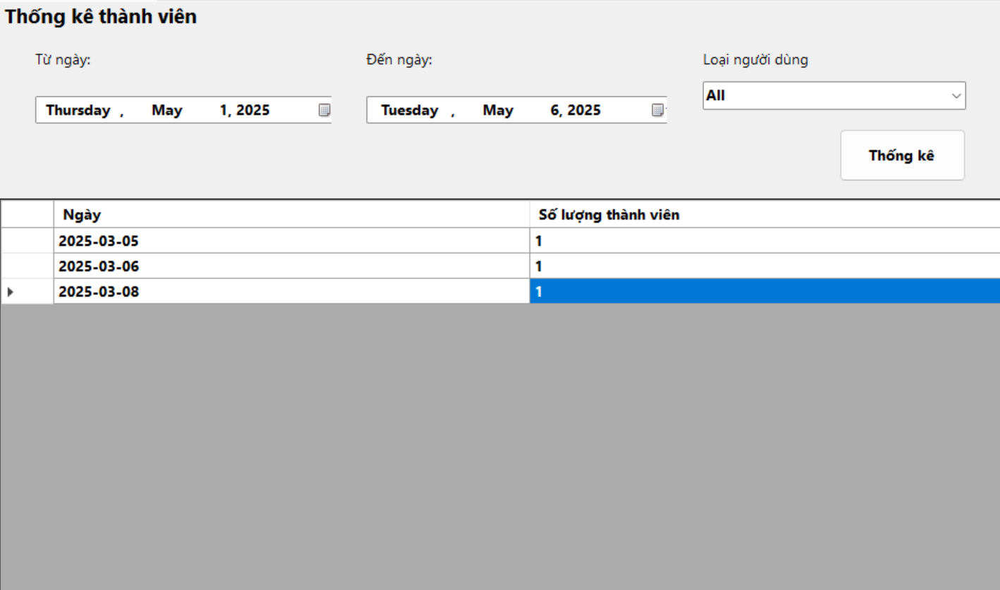 Thống kê thành viên
Từ ngày: Đến ngày: Loại người dùng
Thursday , May 1, 2025 Tuesday , May 6, 2025 All
Thống kê
Ngày Số lượng thành viên
2025-03-05 1
2025-03-06 1
2025-03-08 1